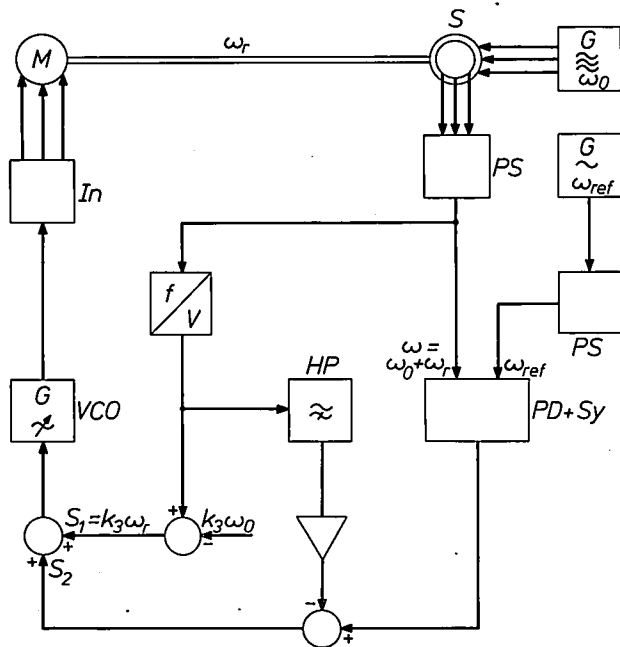 S
M
ω_r
G
≋
ω_0
PS
G
~
ω_ref
In
f
V
PS
ω =
ω_0+ω_r
ω_ref
HP
≈
G
VCO
PD+Sy
S_1=k_3ω_r
+
−
k_3ω_0
+
+
S_2
−
+